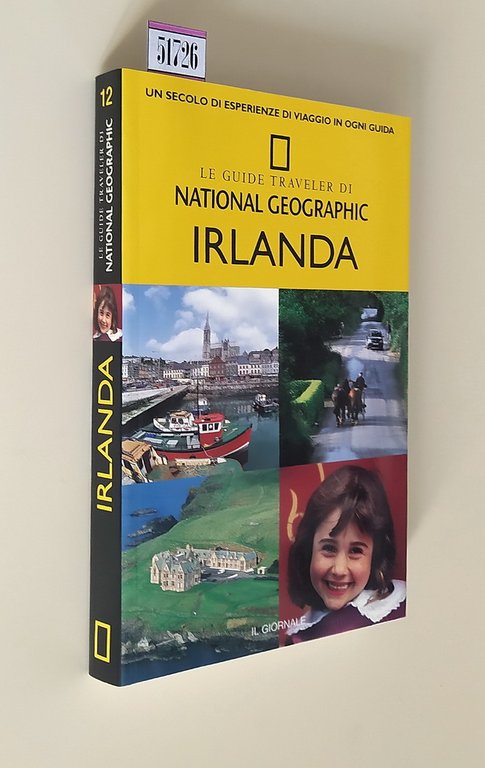 51726
UN SECOLO DI ESPERIENZE DI VIAGGIO IN OGNI GUIDA
LE GUIDE TRAVELER DI
NATIONAL GEOGRAPHIC
IRLANDA
IL GIORNALE
12
LE GUIDE TRAVELER DI
NATIONAL GEOGRAPHIC
IRLANDA